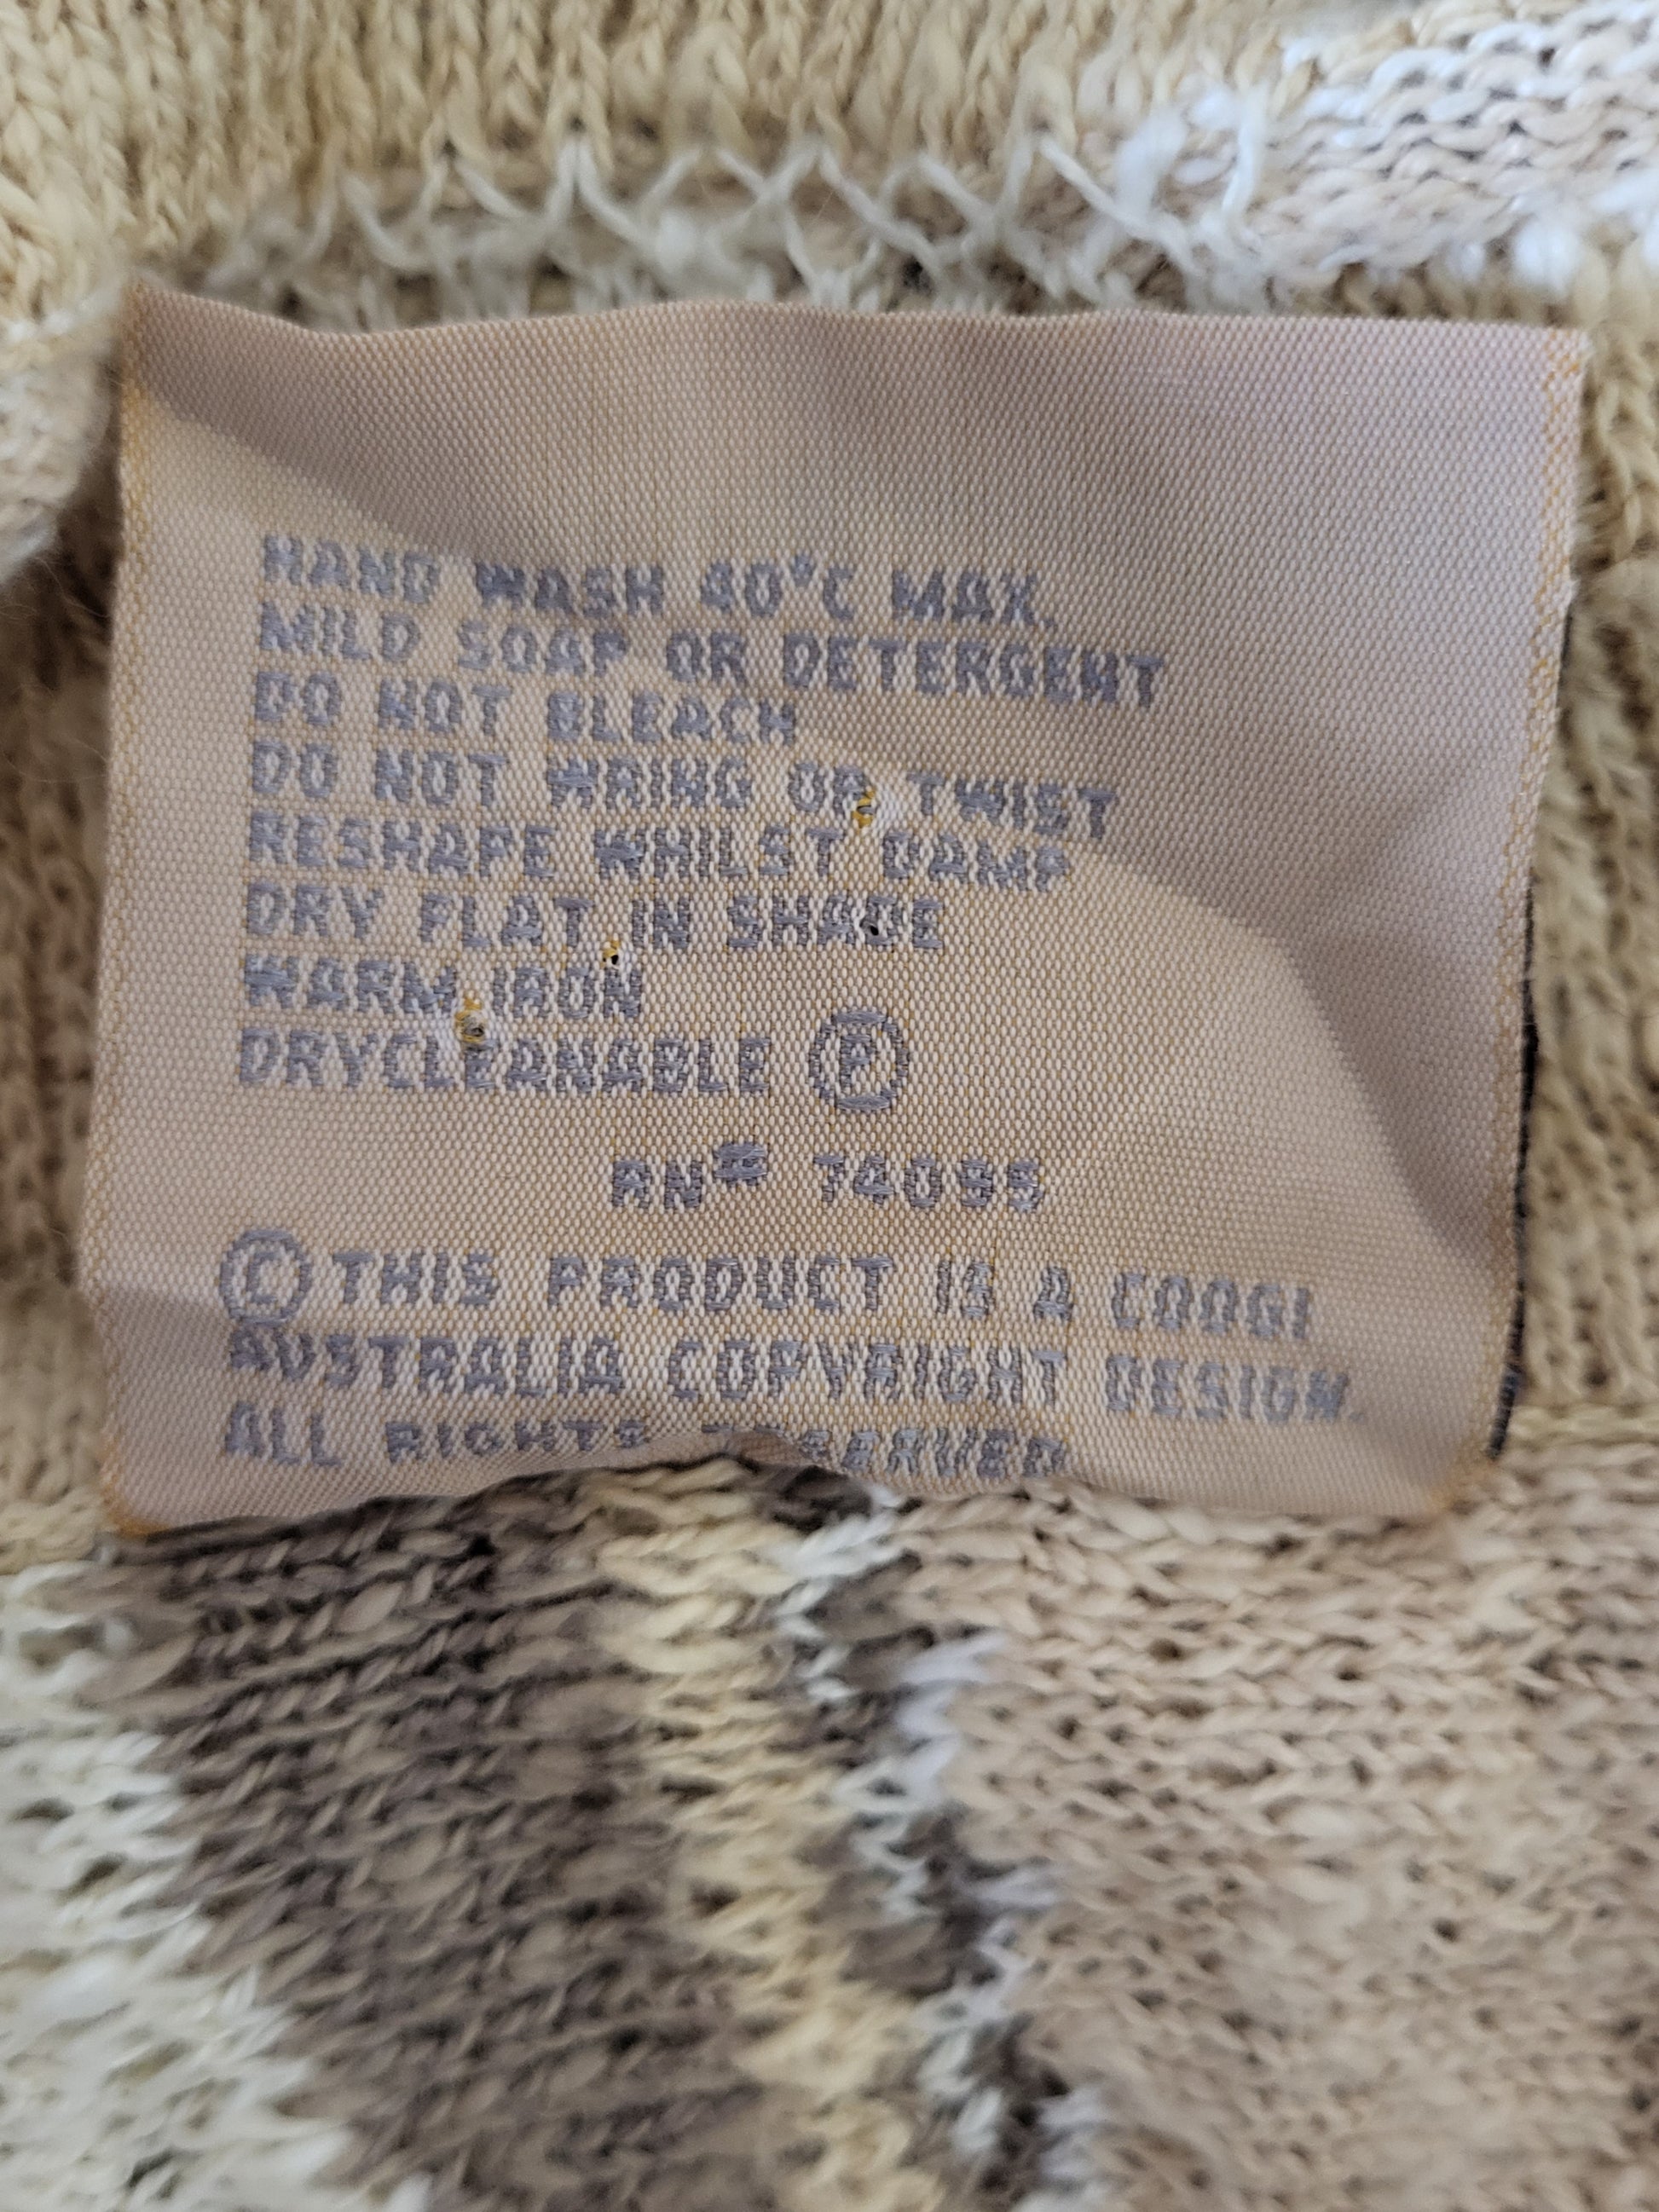 HAND WASH 40°C MAX.
MILD SOAP OR DETERGENT
DO NOT BLEACH
DO NOT WRING OR TWIST
RESHAPE WHILST DAMP
DRY FLAT IN SHADE
WARM IRON
DRYCLEANABLE Ⓟ
RN# 74095
© THIS PRODUCT IS A COOGI
AUSTRALIA COPYRIGHT DESIGN.
ALL RIGHTS RESERVED